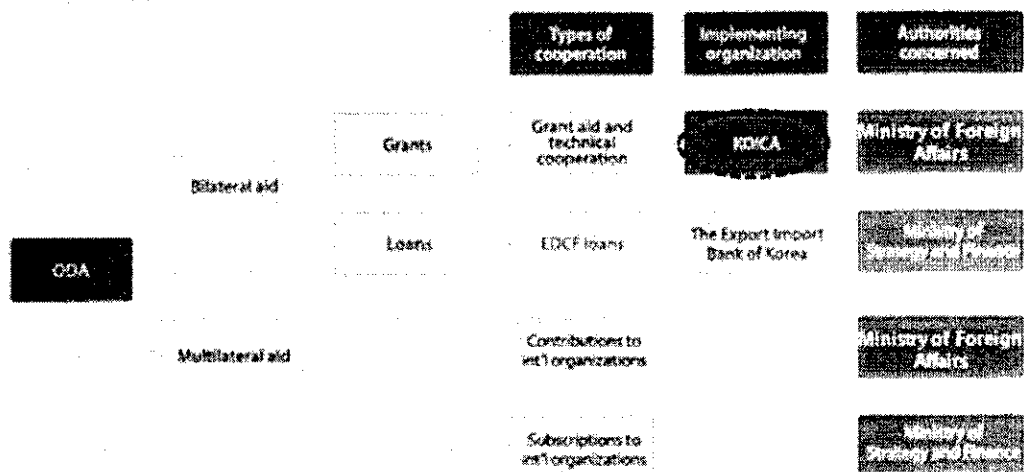 Types of
cooperation
Implementing
organization
Authorities
concerned
Grants
Grant aid and
technical
cooperation
KOICA
Ministry of Foreign
Affairs
Bilateral aid
Loans
EDCF loans
The Export Import
Bank of Korea
Ministry of
ODA
Multilateral aid
Contributions to
int'l organizations
Ministry of Foreign
Affairs
Subscriptions to
int'l organizations
Ministry of
Strategy and Finance